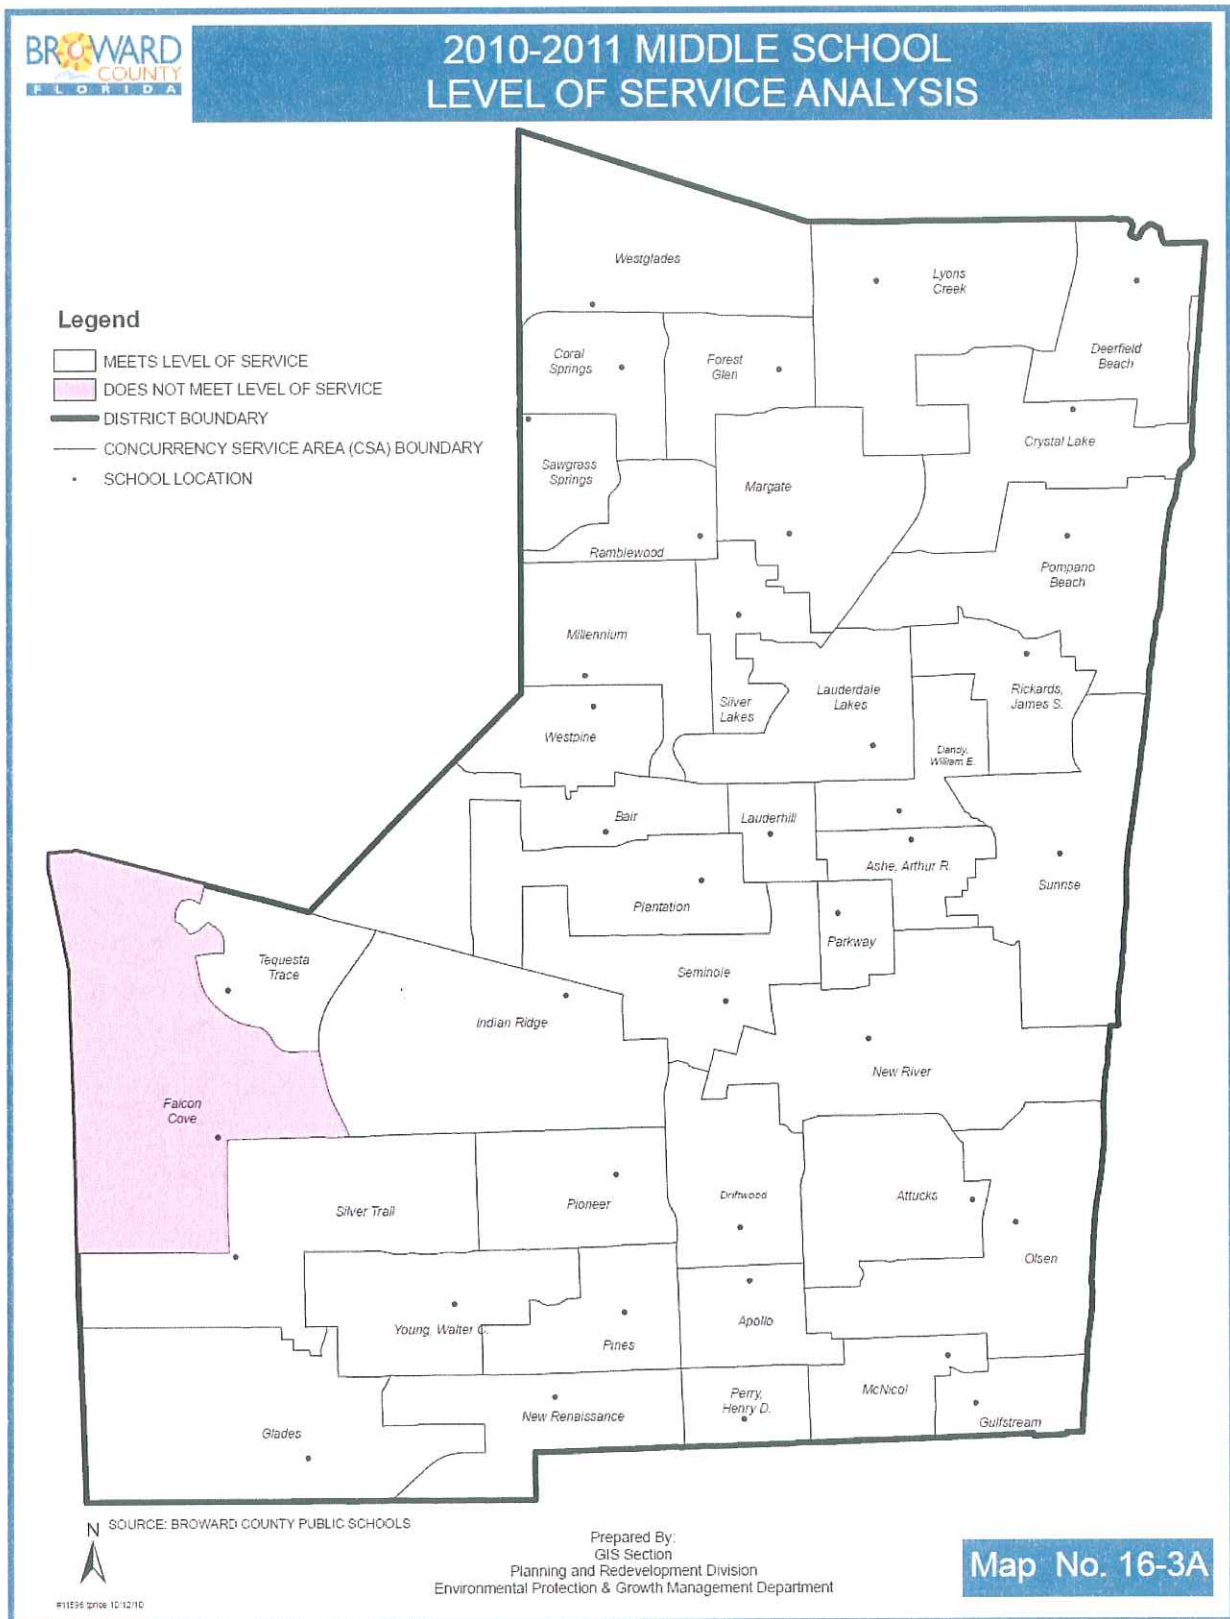 BROWARD
COUNTY
FLORIDA
2010-2011 MIDDLE SCHOOL
LEVEL OF SERVICE ANALYSIS
Legend
MEETS LEVEL OF SERVICE
DOES NOT MEET LEVEL OF SERVICE
DISTRICT BOUNDARY
CONCURRENCY SERVICE AREA (CSA) BOUNDARY
SCHOOL LOCATION
Westglades
Lyons
Creek
Deerfield
Beach
Coral
Springs
Forest
Glen
Crystal Lake
Sawgrass
Springs
Margate
Ramblewood
Pompano
Beach
Millennium
Silver
Lakes
Lauderdale
Lakes
Rickards,
James S.
Westpine
Dandy,
William E.
Bair
Lauderhill
Ashe, Arthur R.
Sunrise
Plantation
Parkway
Tequesta
Trace
Seminole
Indian Ridge
New River
Falcon
Cove
Silver Trail
Pioneer
Driftwood
Attucks
Olsen
Young, Walter C.
Pines
Apollo
Perry,
Henry D.
McNicol
Gulfstream
New Renaissance
Glades
N
SOURCE: BROWARD COUNTY PUBLIC SCHOOLS
Prepared By:
GIS Section
Planning and Redevelopment Division
Environmental Protection & Growth Management Department
Map No. 16-3A
10/12/10